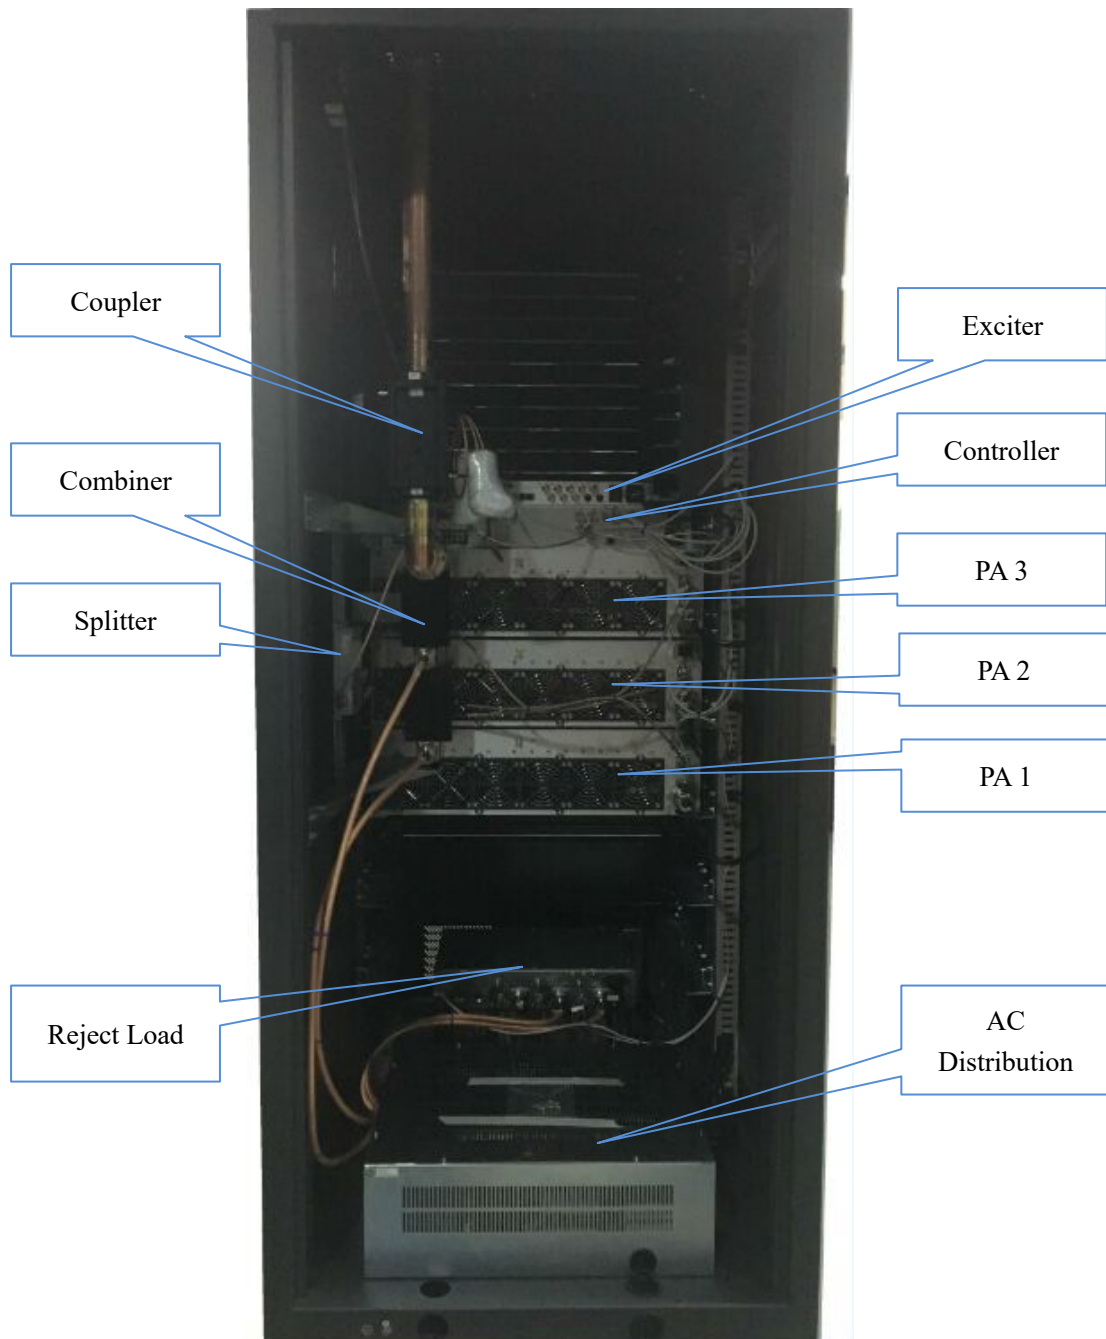 Coupler
Exciter
Controller
Combiner
PA 3
Splitter
PA 2
PA 1
Reject Load
AC
Distribution